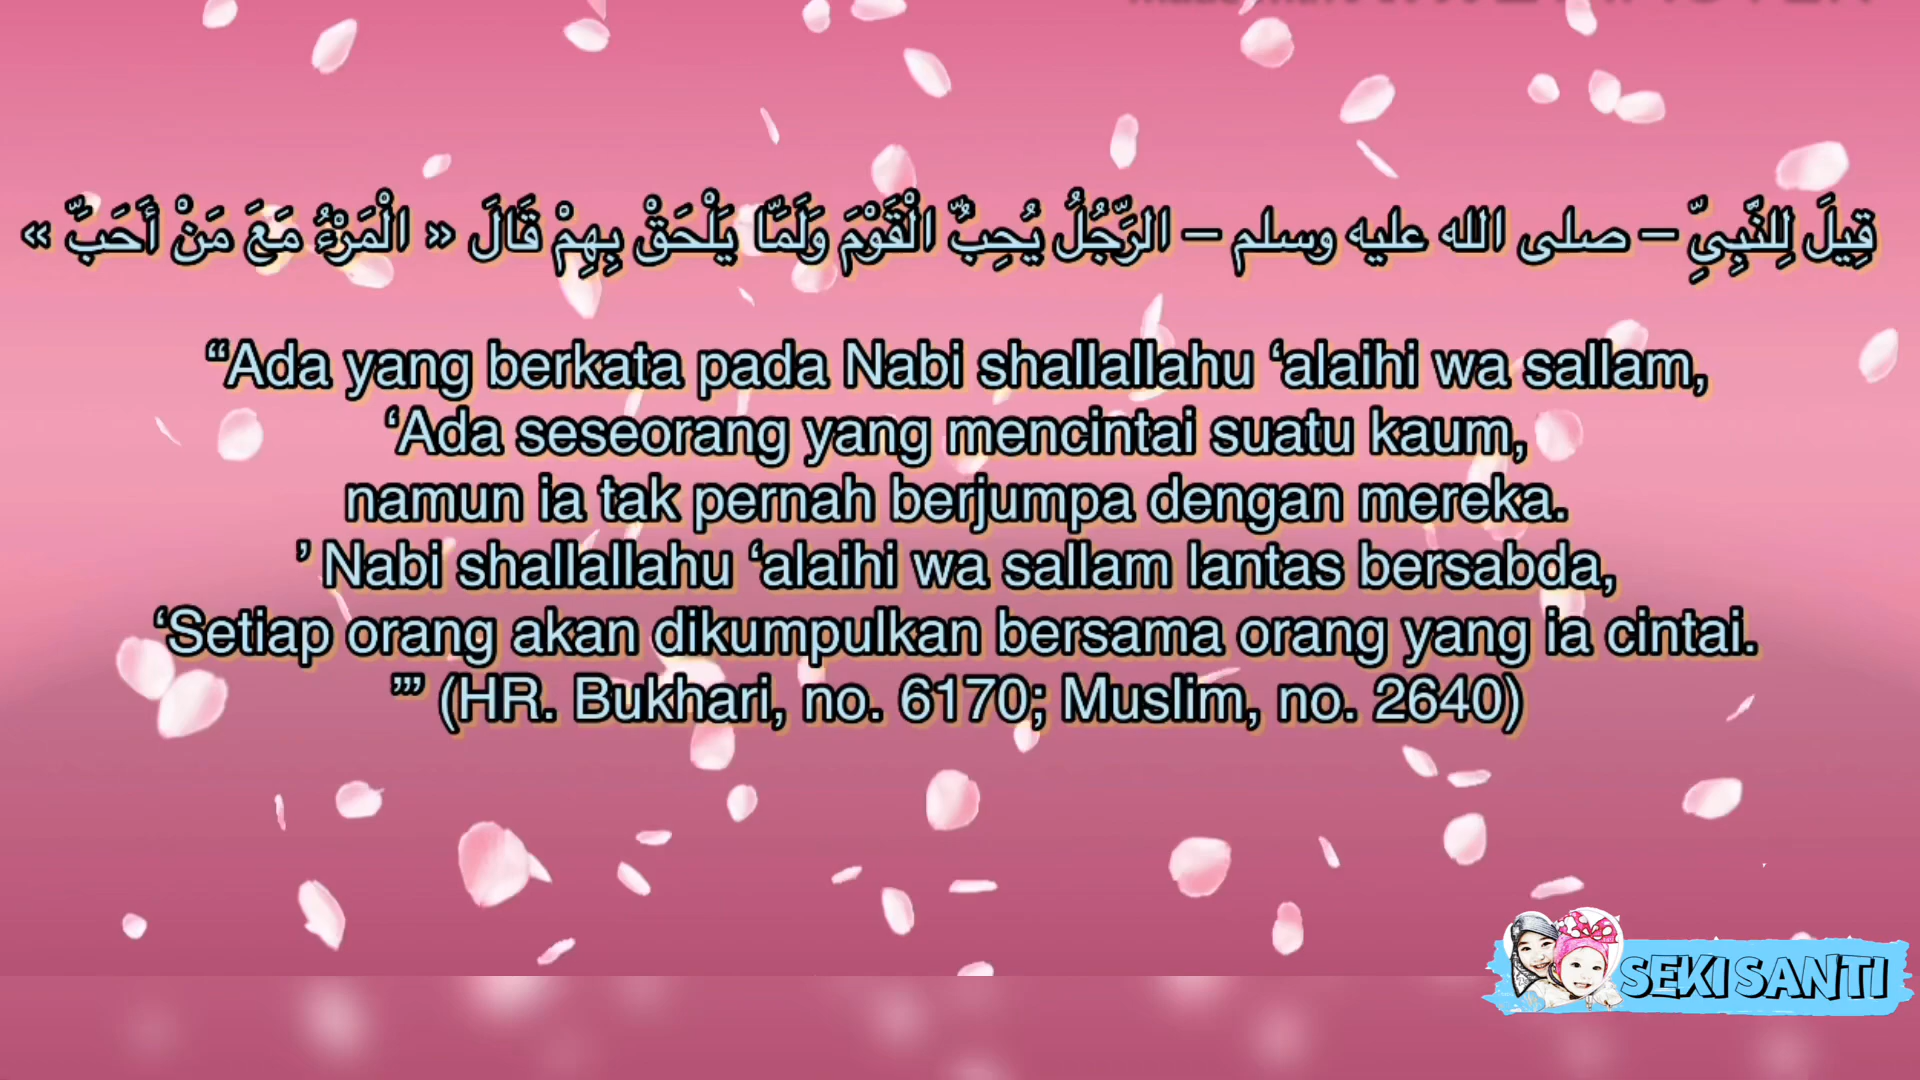 قِيلَ لِلنَّبِىِّ – صلى الله عليه وسلم – الرَّجُلُ يُحِبُّ الْقَوْمَ وَلَمَّا يَلْحَقْ بِهِمْ قَالَ « الْمَرْءُ مَعَ مَنْ أَحَبَّ »
“Ada yang berkata pada Nabi shallallahu ‘alaihi wa sallam,
‘Ada seseorang yang mencintai suatu kaum,
namun ia tak pernah berjumpa dengan mereka.
’ Nabi shallallahu ‘alaihi wa sallam lantas bersabda,
‘Setiap orang akan dikumpulkan bersama orang yang ia cintai.
’” (HR. Bukhari, no. 6170; Muslim, no. 2640)
SEKI SANTI